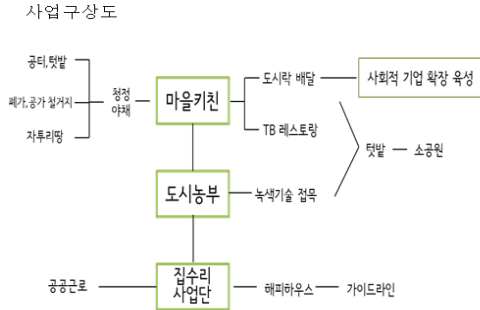 사업구상도
공터,텃밭
폐가,공가 철거지
자투리땅
청정
야채
마을키친
도시락 배달
사회적 기업 확장 육성
TB 레스토랑
텃밭
소공원
도시농부
녹색기술 접목
공공근로
집수리
사업단
해피하우스
가이드라인